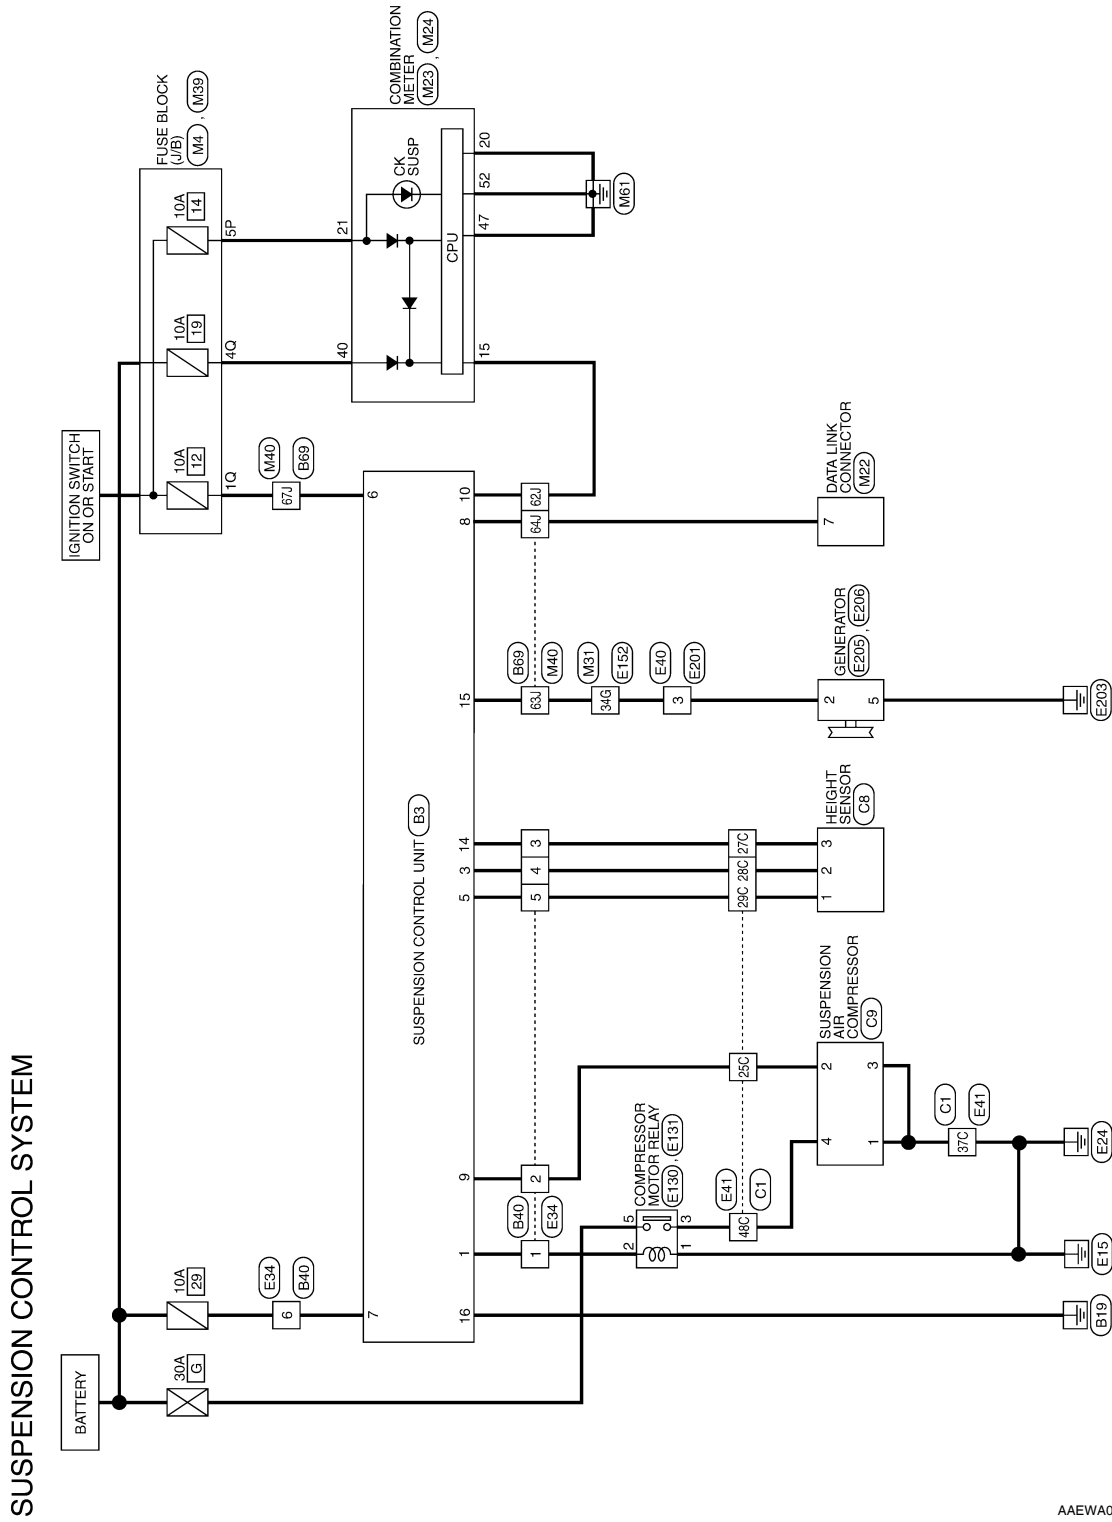 SUSPENSION CONTROL SYSTEM
BATTERY
IGNITION SWITCH
ON OR START
30A
G
10A
29
E34
B40
6
7
FUSE BLOCK
(J/B)
M4 , M39
10A
12
10A
19
10A
14
1Q
4Q
5P
M40
B69
67J
6
40
21
COMBINATION
METER
M23 , M24
CK
SUSP
CPU
15
47
52
20
M61
SUSPENSION CONTROL UNIT B3
16
1
9
5
3
14
15
8
10
B40
E34
1
2
5
4
3
B69
M40
63J
64J
62J
M31
E152
34G
E40
E201
3
COMPRESSOR
MOTOR RELAY
E130 , E131
2
5
1
3
E41
C1
48C
25C
29C
28C
27C
SUSPENSION
AIR
COMPRESSOR
C9
4
2
1
3
HEIGHT
SENSOR
C8
1
2
3
GENERATOR
E205 , E206
2
5
DATA LINK
CONNECTOR
M22
7
C1
E41
37C
B19
E15
E24
E203
AAEWA0